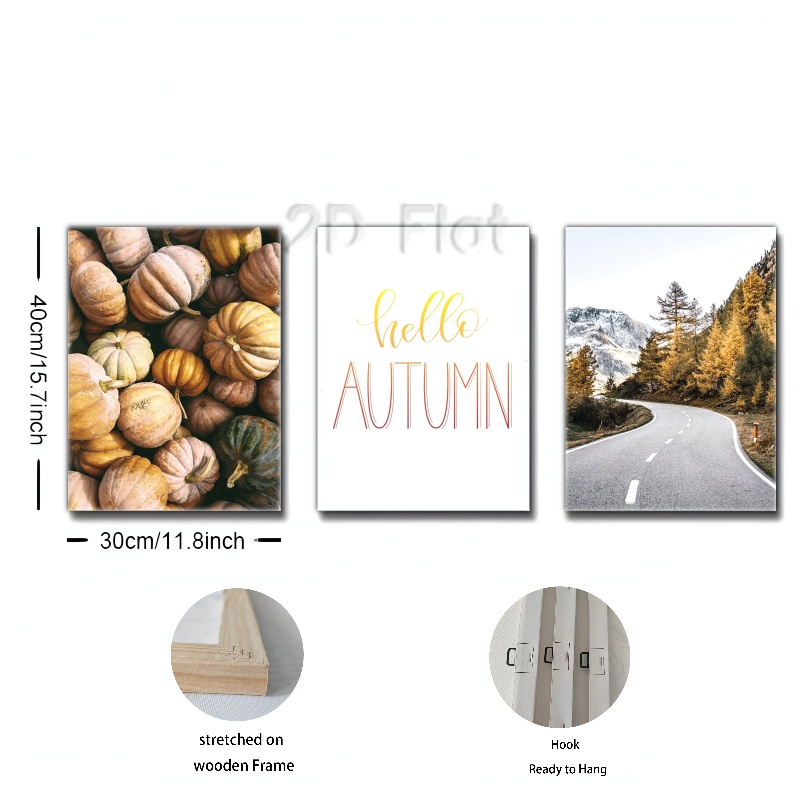 2D Flat
hello
AUTUMN
40cm/15.7inch
30cm/11.8inch
stretched on
wooden Frame
Hook
Ready to Hang